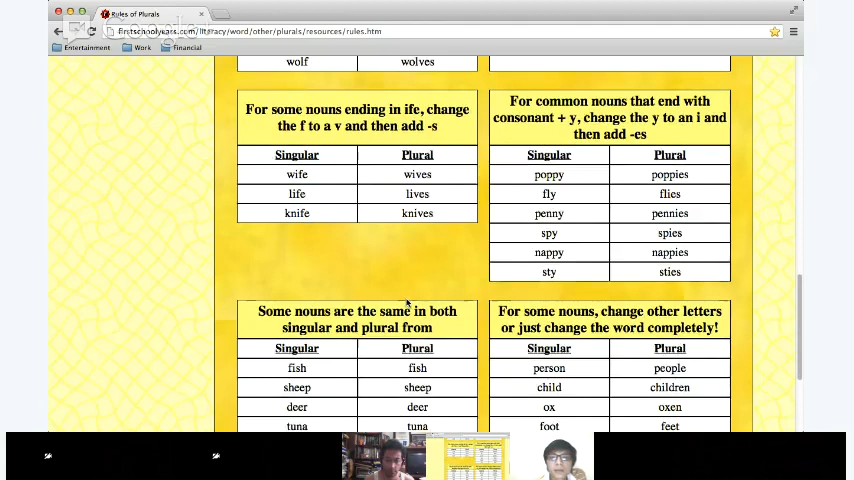 Rules of Plurals
Google+
firstschoolyears.com/literacy/word/other/plurals/resources/rules.htm
Entertainment Work Financial
wolf wolves
For some nouns ending in ife, change
the f to a v and then add -s
Singular Plural
wife wives
life lives
knife knives
For common nouns that end with
consonant + y, change the y to an i and
then add -es
Singular Plural
poppy poppies
fly flies
penny pennies
spy spies
nappy nappies
sty sties
Some nouns are the same in both
singular and plural from
Singular Plural
fish fish
sheep sheep
deer deer
tuna tuna
For some nouns, change other letters
or just change the word completely!
Singular Plural
person people
child children
ox oxen
foot feet